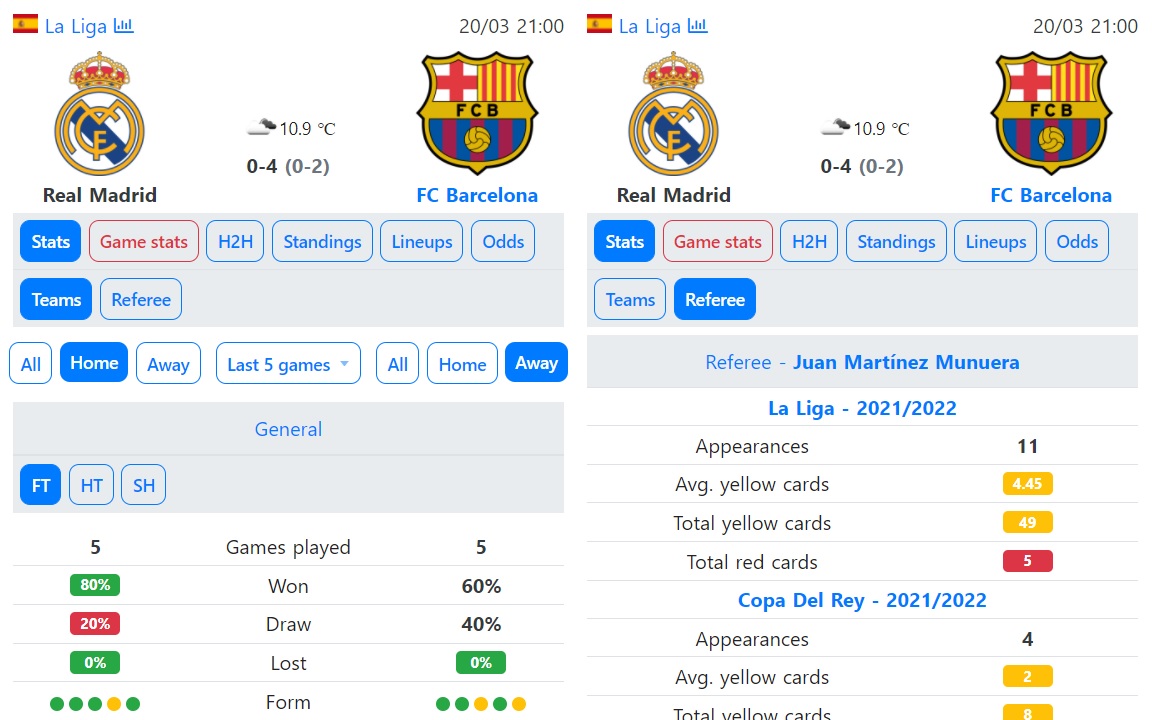 La Liga 20/03 21:00
FCB
10.9 °C
0-4 (0-2)
Real Madrid FC Barcelona
Stats Game stats H2H Standings Lineups Odds
Teams Referee
All Home Away Last 5 games All Home Away
General
FT HT SH
5 Games played 5
80% Won 60%
20% Draw 40%
0% Lost 0%
Form
La Liga 20/03 21:00
FCB
10.9 °C
0-4 (0-2)
Real Madrid FC Barcelona
Stats Game stats H2H Standings Lineups Odds
Teams Referee
Referee - Juan Martínez Munuera
La Liga - 2021/2022
Appearances 11
Avg. yellow cards 4.45
Total yellow cards 49
Total red cards 5
Copa Del Rey - 2021/2022
Appearances 4
Avg. yellow cards 2
Total yellow cards 8